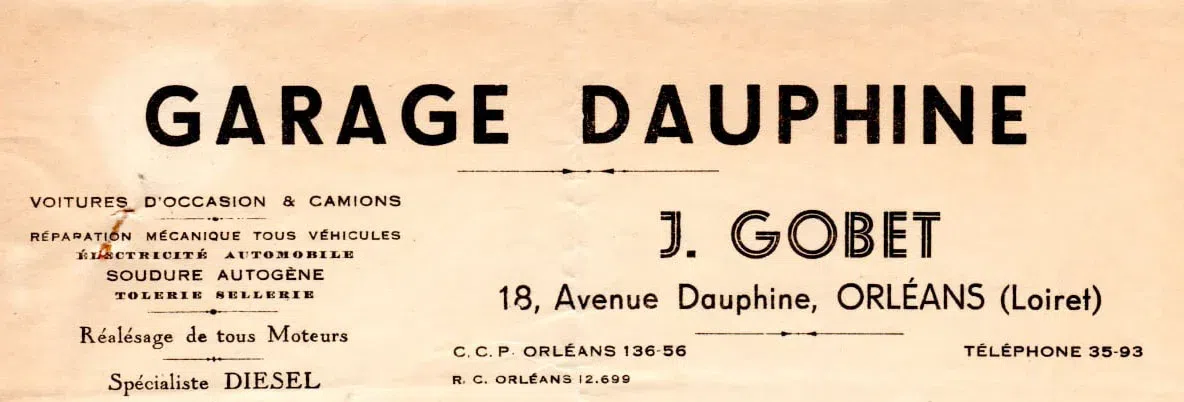 GARAGE DAUPHINE
VOITURES D'OCCASION & CAMIONS
RÉPARATION MÉCANIQUE TOUS VÉHICULES
ÉLECTRICITÉ AUTOMOBILE
SOUDURE AUTOGÈNE
TOLERIE SELLERIE
Réalésage de tous Moteurs
Spécialiste DIESEL
J. GOBET
18, Avenue Dauphine, ORLÉANS (Loiret)
C. C. P. ORLÉANS 136-56
TÉLÉPHONE 35-93
R. C. ORLÉANS 12.699